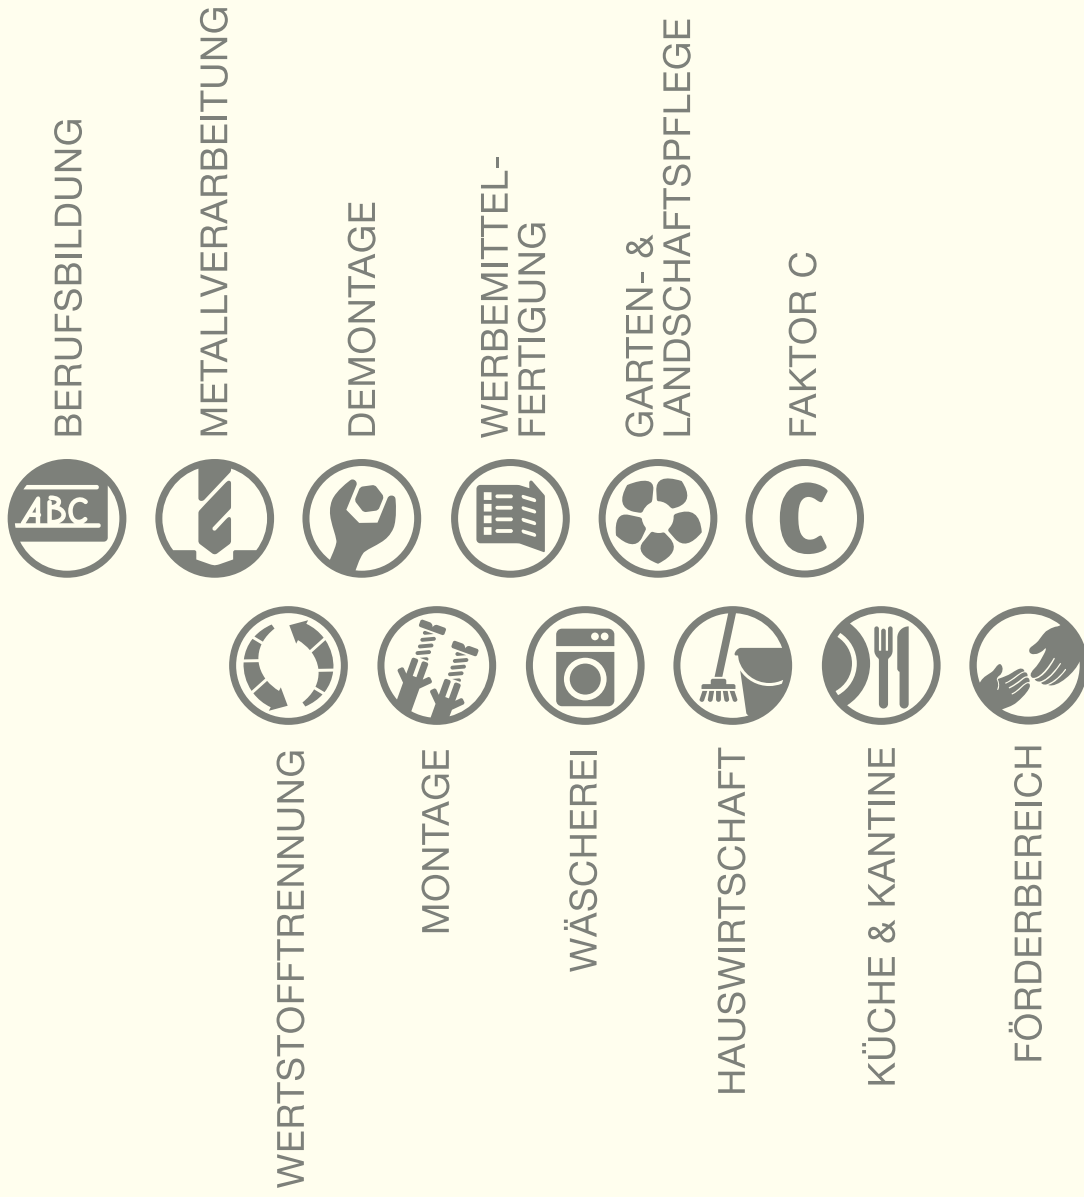 BERUFSBILDUNG
METALLVERARBEITUNG
DEMONTAGE
WERBEMITTEL-
FERTIGUNG
GARTEN- &
LANDSCHAFTSPFLEGE
FAKTOR C
ABC
C
WERTSTOFFTRENNUNG
MONTAGE
WÄSCHEREI
HAUSWIRTSCHAFT
KÜCHE & KANTINE
FÖRDERBEREICH